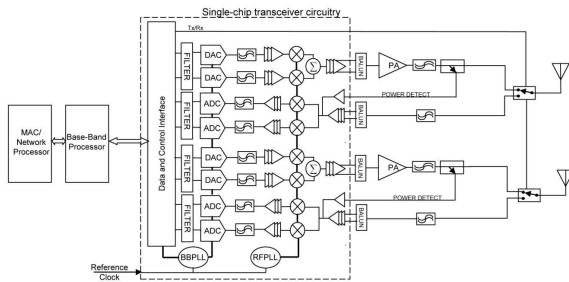 Single-chip transceiver circuitry
Tx/Rx
FILTER
DAC
DAC
Σ
BALUN
PA
POWER DETECT
FILTER
ADC
ADC
BALUN
MAC/
Network
Processor
Base-Band
Processor
Data and Control Interface
FILTER
DAC
DAC
Σ
BALUN
PA
POWER DETECT
FILTER
ADC
ADC
BALUN
BBPLL
RFPLL
Reference
Clock